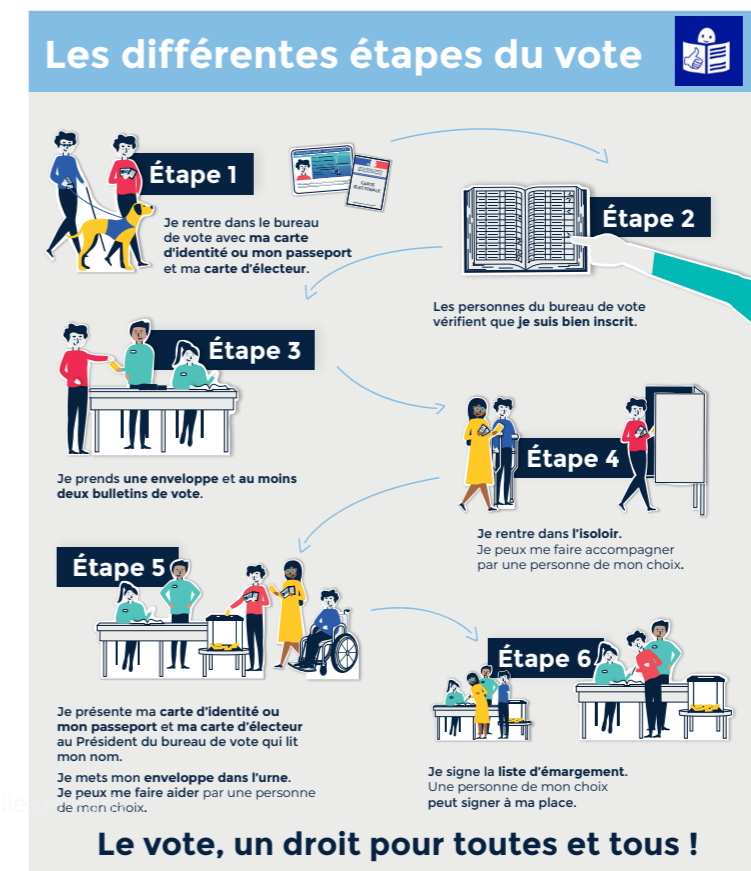 Les différentes étapes du vote
Étape 1
CARTE
ÉLECTORALE
Je rentre dans le bureau
de vote avec ma carte
d'identité ou mon passeport
et ma carte d'électeur.
Étape 2
Les personnes du bureau de vote
vérifient que je suis bien inscrit.
Étape 3
Je prends une enveloppe et au moins
deux bulletins de vote.
Étape 4
Je rentre dans l'isoloir.
Je peux me faire accompagner
par une personne de mon choix.
Étape 5
Je présente ma carte d'identité ou
mon passeport et ma carte d'électeur
au Président du bureau de vote qui lit
mon nom.
Je mets mon enveloppe dans l'urne.
Je peux me faire aider par une personne
de mon choix.
Étape 6
Je signe la liste d'émargement.
Une personne de mon choix
peut signer à ma place.
Le vote, un droit pour toutes et tous !